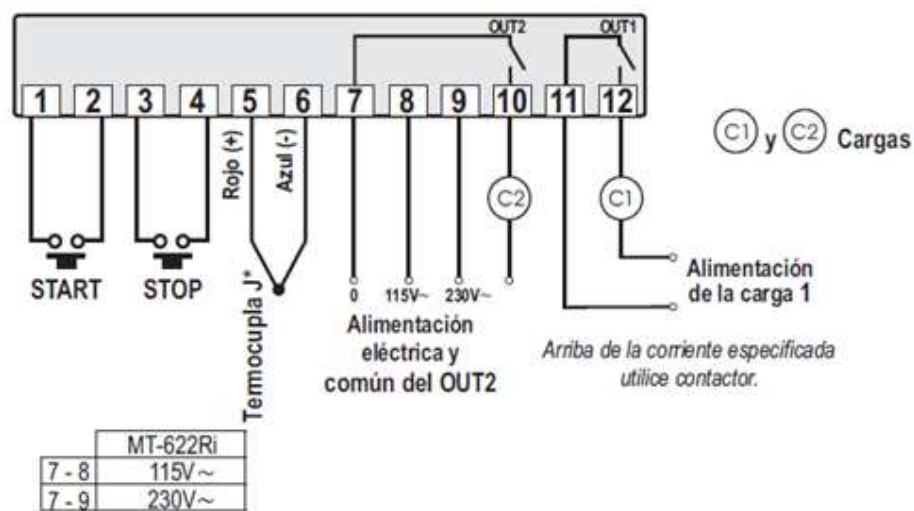 OUT2 OUT1
1 2 3 4 5 6 7 8 9 10 11 12
Rojo (+)
Azul (-)
C1 y C2 Cargas
C2
C1
START
STOP
Termocupla J*
0 115V~ 230V~
Alimentación
eléctrica y
común del OUT2
Alimentación
de la carga 1
Arriba de la corriente especificada
utilice contactor.
MT-622Ri
7 - 8 115V~
7 - 9 230V~